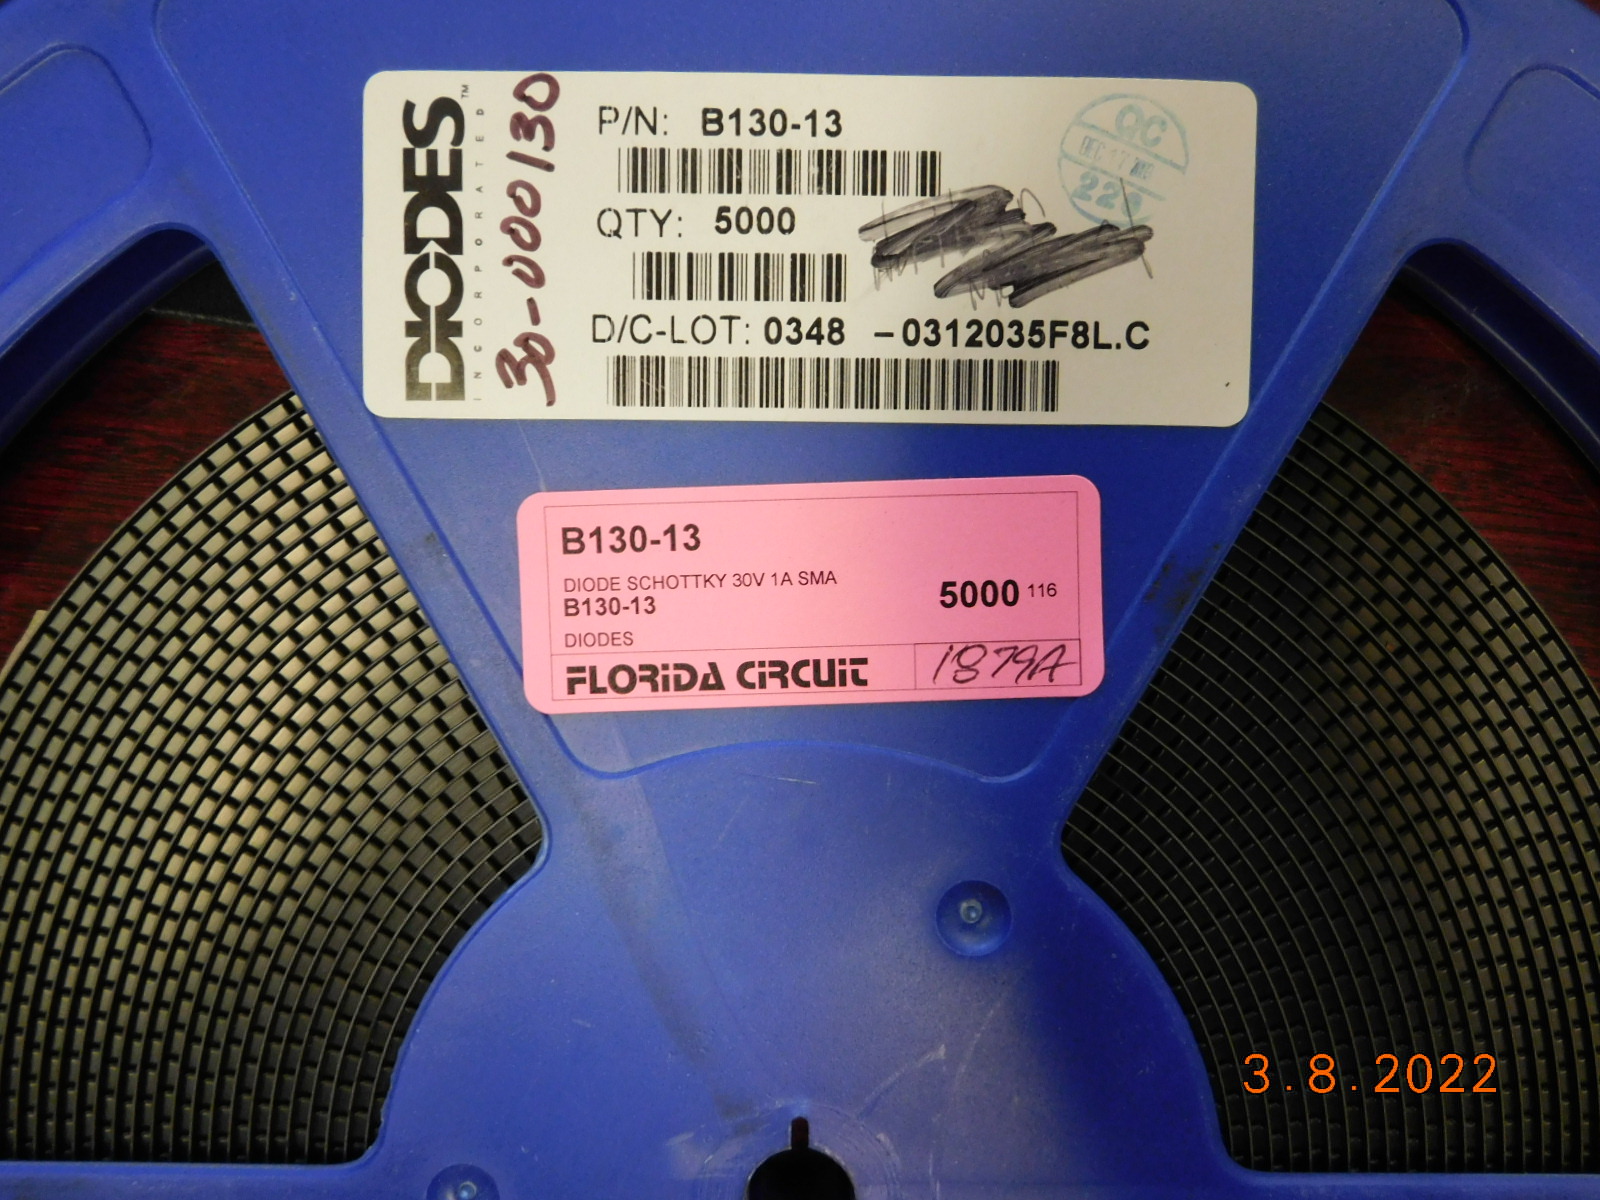 DIODES™
INCORPORATED
30-000130
P/N: B130-13
QC
QTY: 5000
D/C-LOT: 0348 -0312035F8L.C
B130-13
DIODE SCHOTTKY 30V 1A SMA
B130-13
5000 116
DIODES
FLORIDA CIRCUIT
1879A
3.8.2022